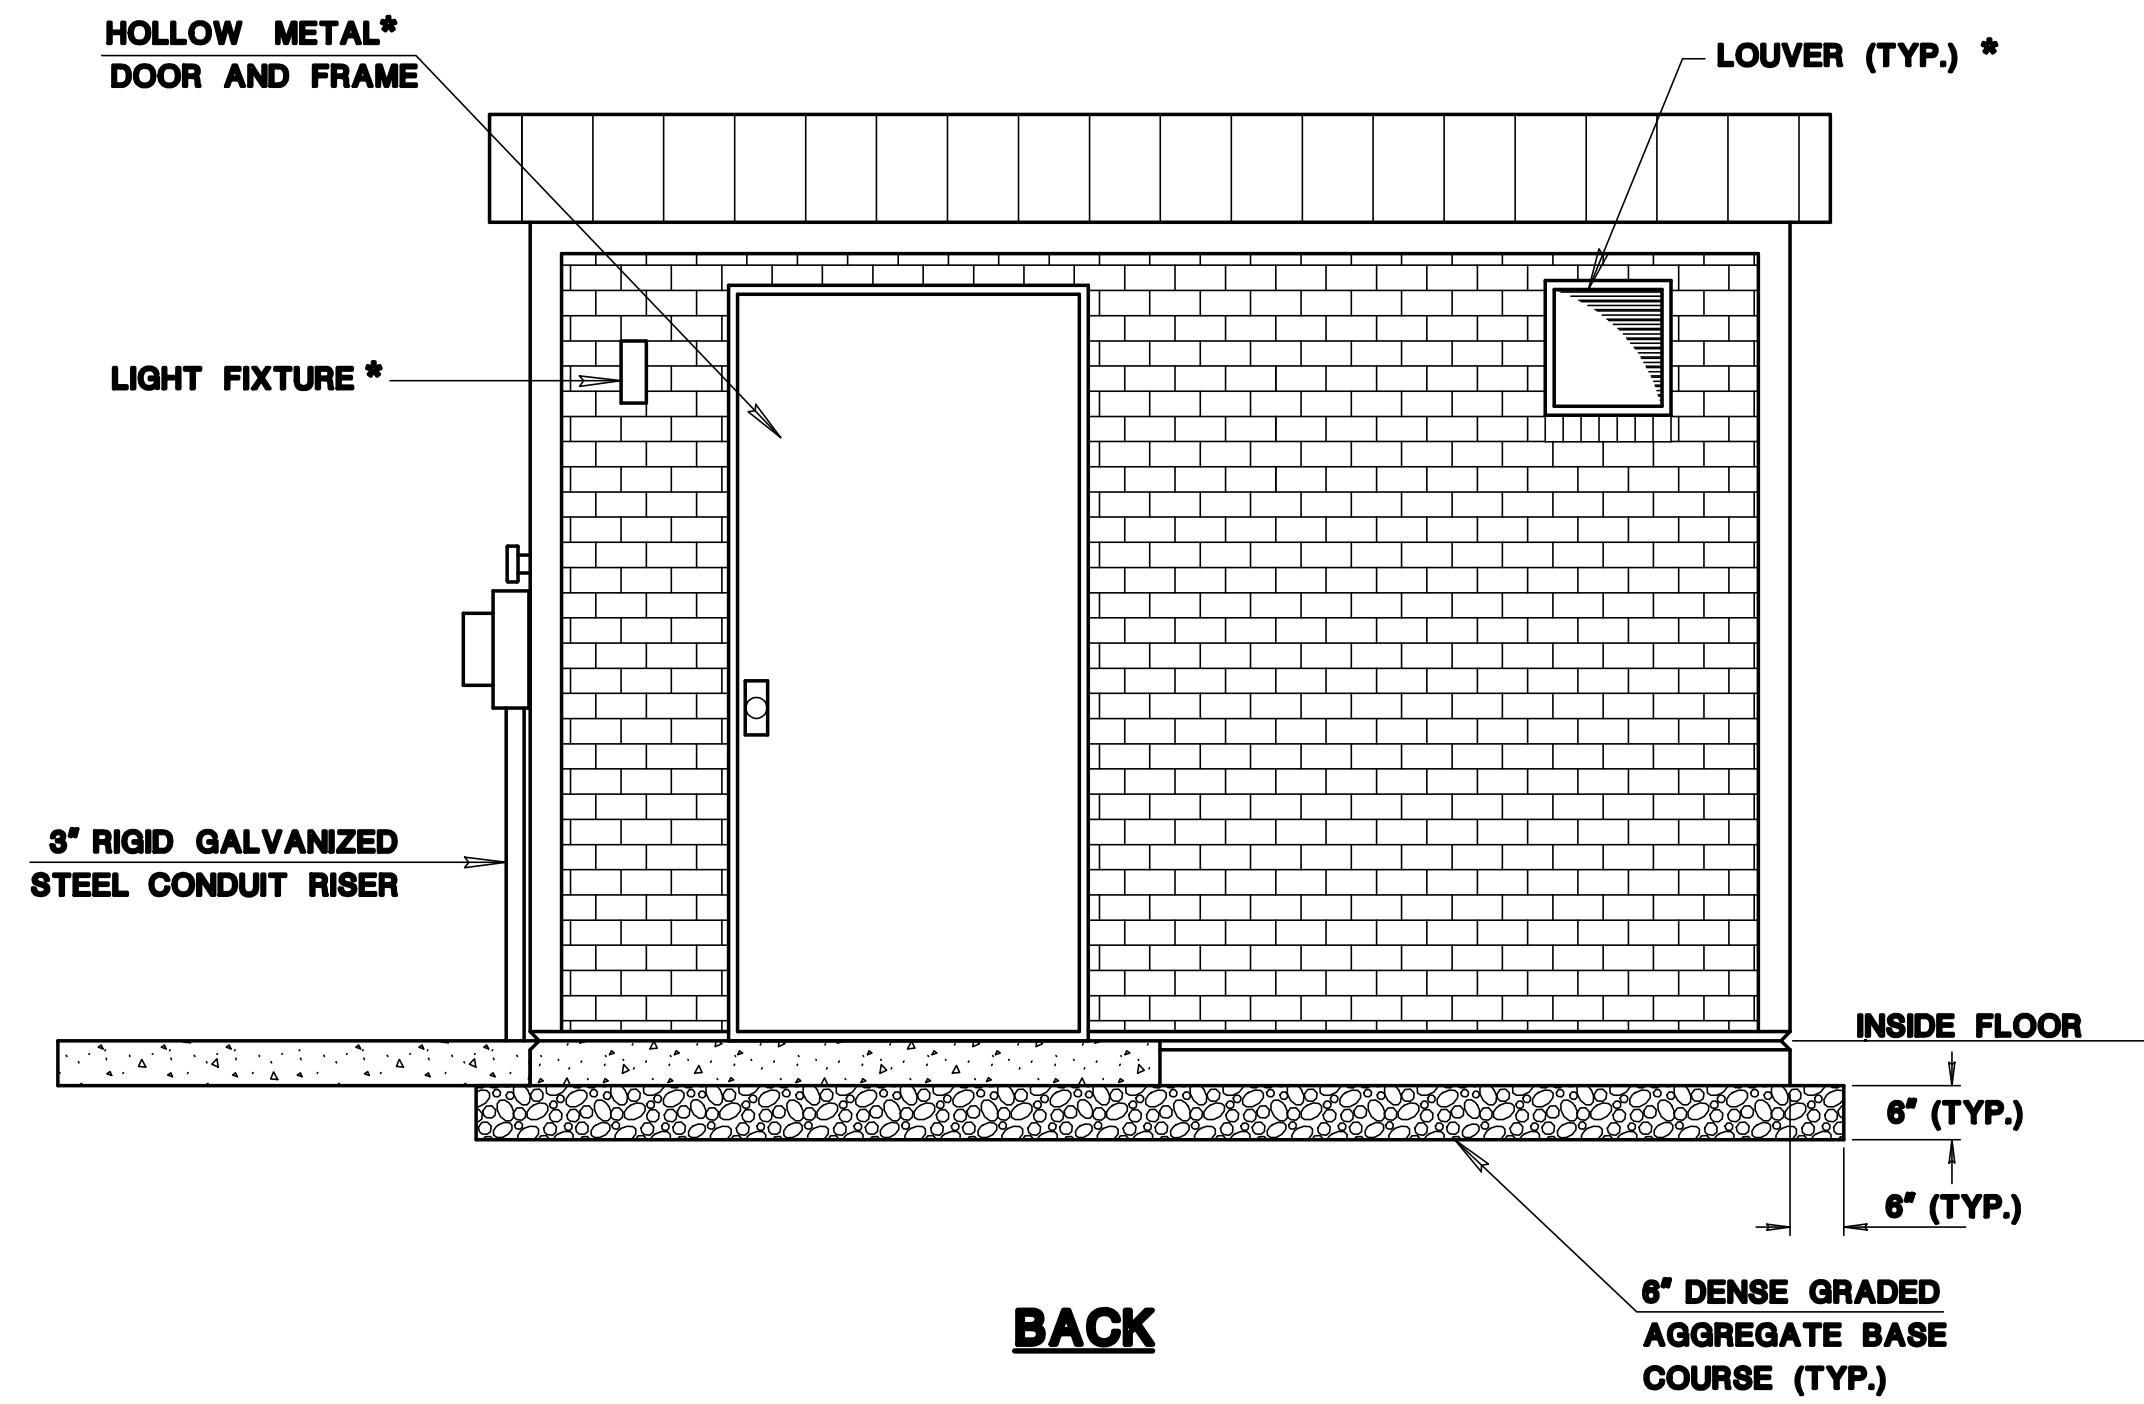 HOLLOW METAL*
DOOR AND FRAME
LOUVER (TYP.) *
LIGHT FIXTURE *
3" RIGID GALVANIZED
STEEL CONDUIT RISER
INSIDE FLOOR
6" (TYP.)
6" (TYP.)
6" DENSE GRADED
AGGREGATE BASE
COURSE (TYP.)
BACK